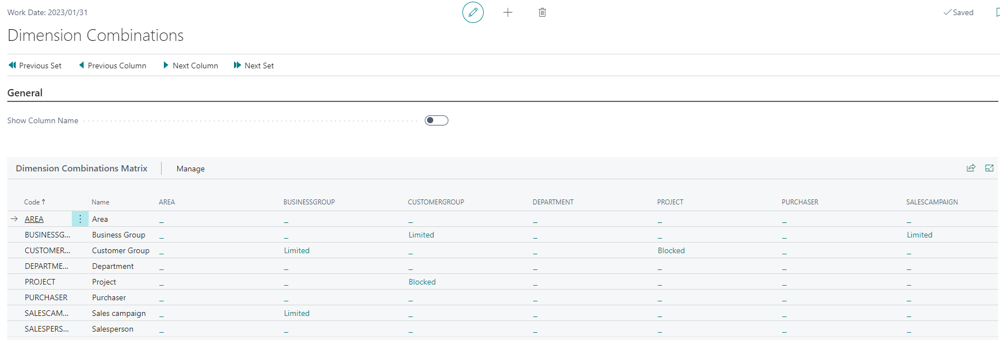 Work Date: 2023/01/31
Saved
Dimension Combinations
Previous Set Previous Column Next Column Next Set
General
Show Column Name
Dimension Combinations Matrix Manage
Code ↑ Name AREA BUSINESSGROUP CUSTOMERGROUP DEPARTMENT PROJECT PURCHASER SALESCAMPAIGN
AREA Area _ _ _ _ _ _ _
BUSINESSG... Business Group _ _ Limited _ _ _ Limited
CUSTOMER... Customer Group _ Limited _ _ Blocked _ _
DEPARTME... Department _ _ _ _ _ _ _
PROJECT Project _ _ Blocked _ _ _ _
PURCHASER Purchaser _ _ _ _ _ _ _
SALESCAM... Sales campaign _ Limited _ _ _ _ _
SALESPERS... Salesperson _ _ _ _ _ _ _